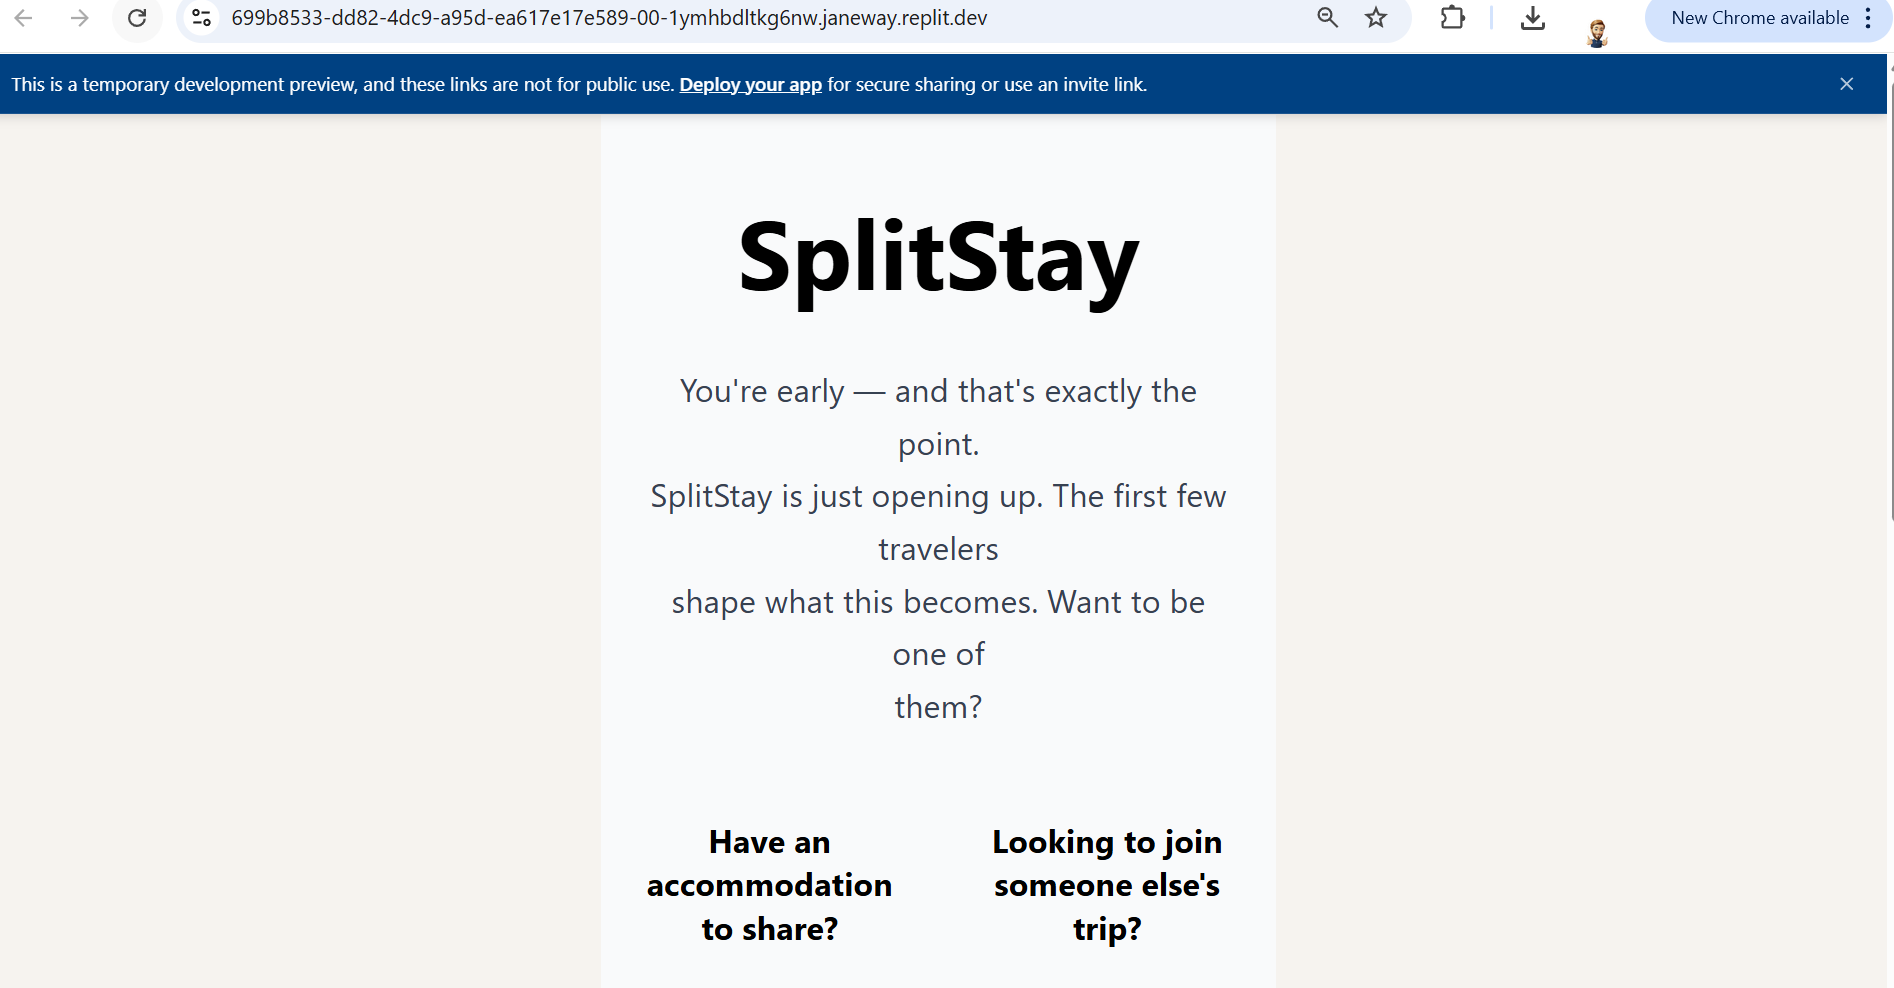 699b8533-dd82-4dc9-a95d-ea617e17e589-00-1ymhbdltkg6nw.janeway.replit.dev
New Chrome available
This is a temporary development preview, and these links are not for public use. Deploy your app for secure sharing or use an invite link.
SplitStay
You're early — and that's exactly the
point.
SplitStay is just opening up. The first few
travelers
shape what this becomes. Want to be
one of
them?
Have an
accommodation
to share?
Looking to join
someone else's
trip?